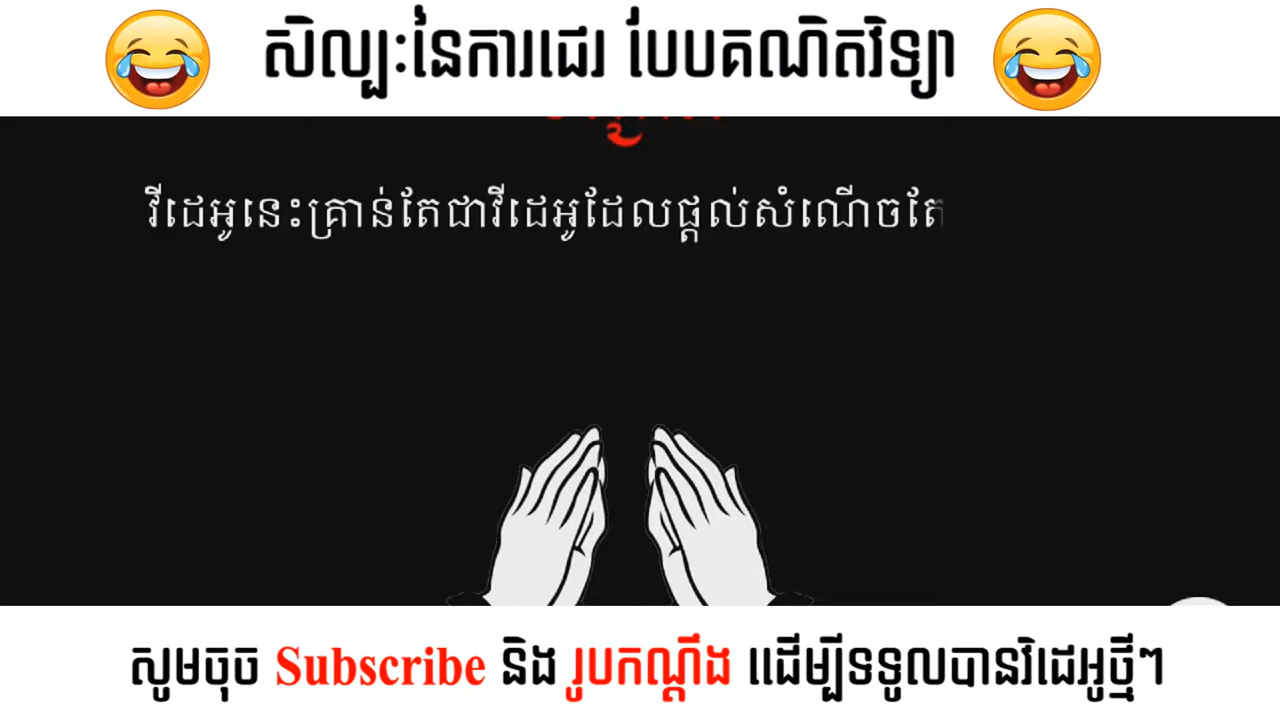 សិល្បៈនៃការជេរ បែបគណិតវិទ្យា
វីដេអូនេះគ្រាន់តែជាវីដេអូដែលផ្តល់សំណើចតែ
សូមចុច Subscribe និង រូបកណ្តឹង ដើម្បីទទូលបានវិដេអូថ្មីៗ